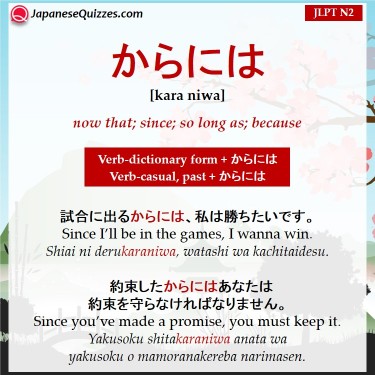 JapaneseQuizzes.com
JLPT N2
からには
[kara niwa]
now that; since; so long as; because
Verb-dictionary form + からには
Verb-casual, past + からには
試合に出るからには、私は勝ちたいです。
Since I'll be in the games, I wanna win.
Shiai ni derukaraniwa, watashi wa kachitaidesu.
約束したからにはあなたは
約束を守らなければなりません。
Since you've made a promise, you must keep it.
Yakusoku shitakaraniwa anata wa
yakusoku o mamoranakereba narimasen.